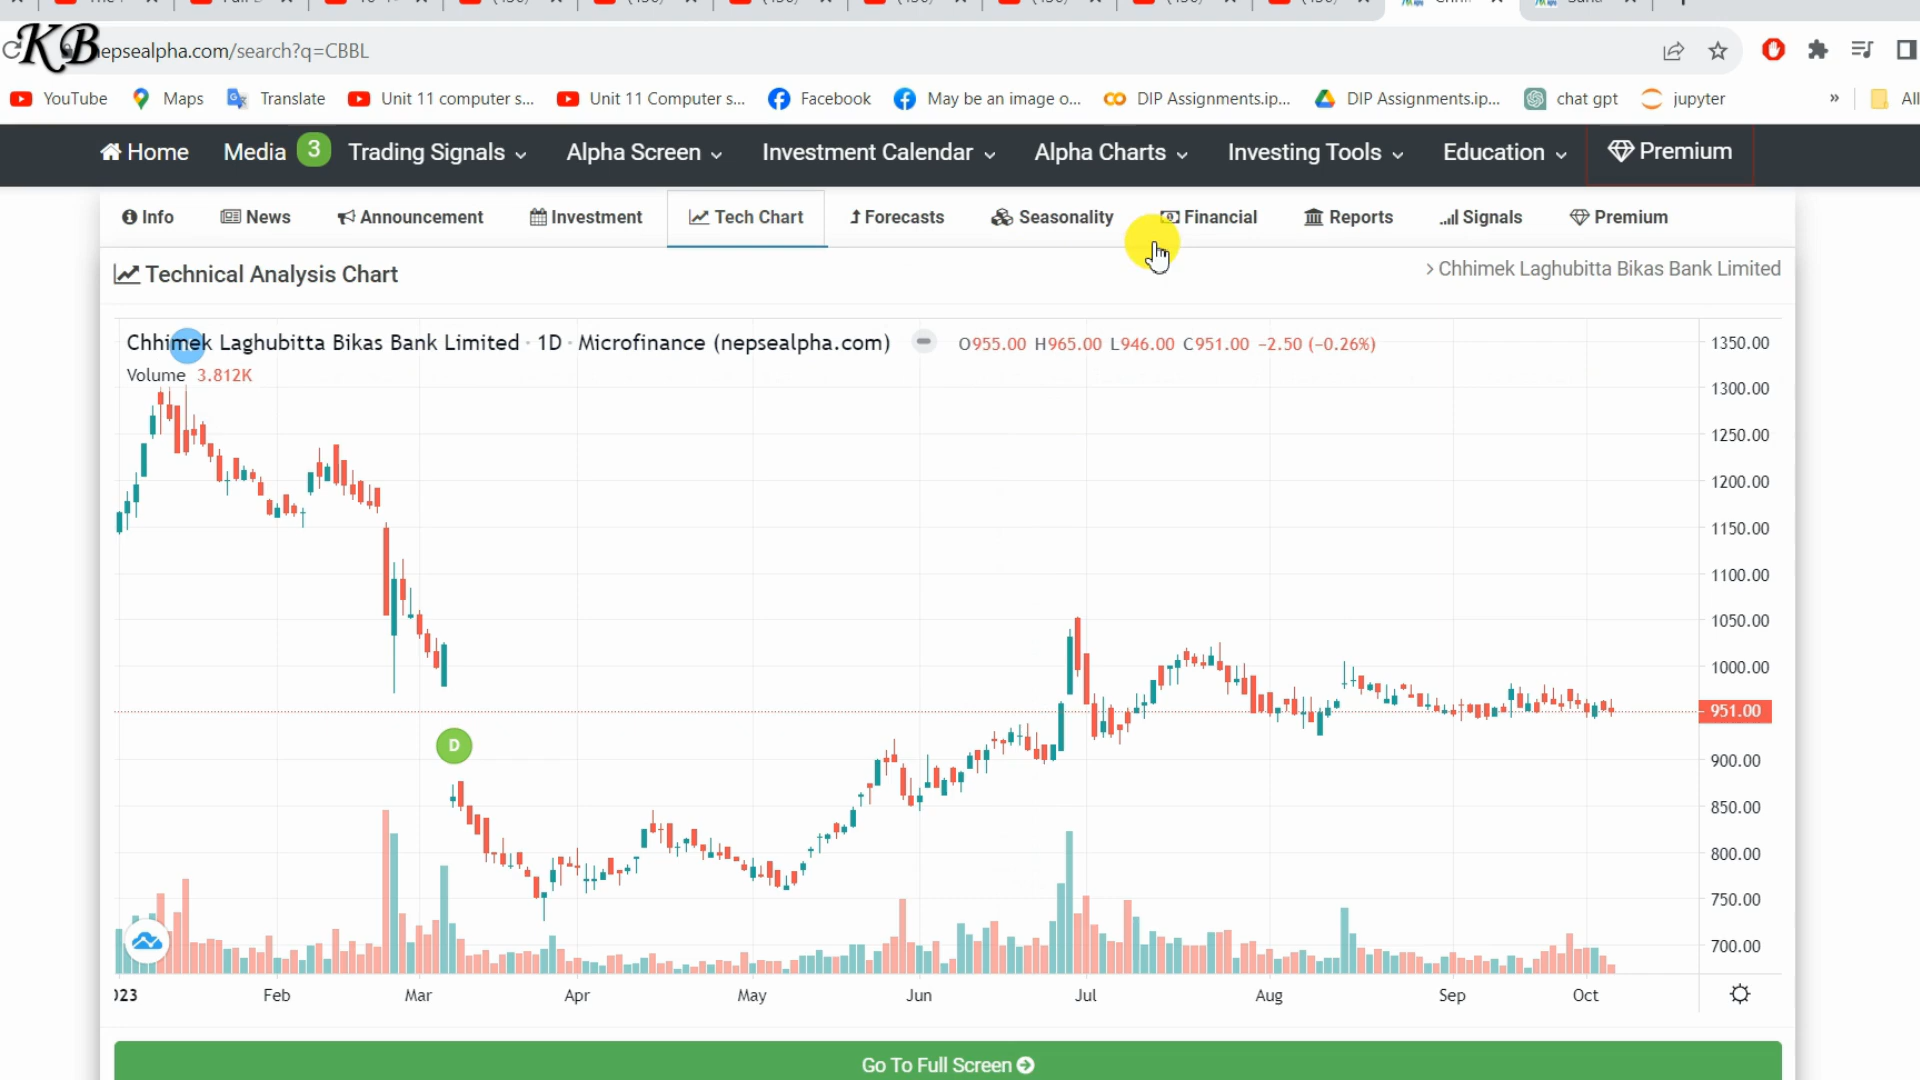 KB
epsealpha.com/search?q=CBBL
YouTube Maps Translate Unit 11 computer s... Unit 11 Computer s... Facebook May be an image o... DIP Assignments.ip... DIP Assignments.ip... chat gpt jupyter » All
Home Media 3 Trading Signals Alpha Screen Investment Calendar Alpha Charts Investing Tools Education Premium
Info News Announcement Investment Tech Chart Forecasts Seasonality Financial Reports Signals Premium
Technical Analysis Chart
Chhimek Laghubitta Bikas Bank Limited
Chhimek Laghubitta Bikas Bank Limited · 1D · Microfinance (nepsealpha.com) O955.00 H965.00 L946.00 C951.00 −2.50 (−0.26%)
Volume 3.812K
1350.00
1300.00
1250.00
1200.00
1150.00
1100.00
1050.00
1000.00
951.00
D
900.00
850.00
800.00
750.00
700.00
023 Feb Mar Apr May Jun Jul Aug Sep Oct
Go To Full Screen